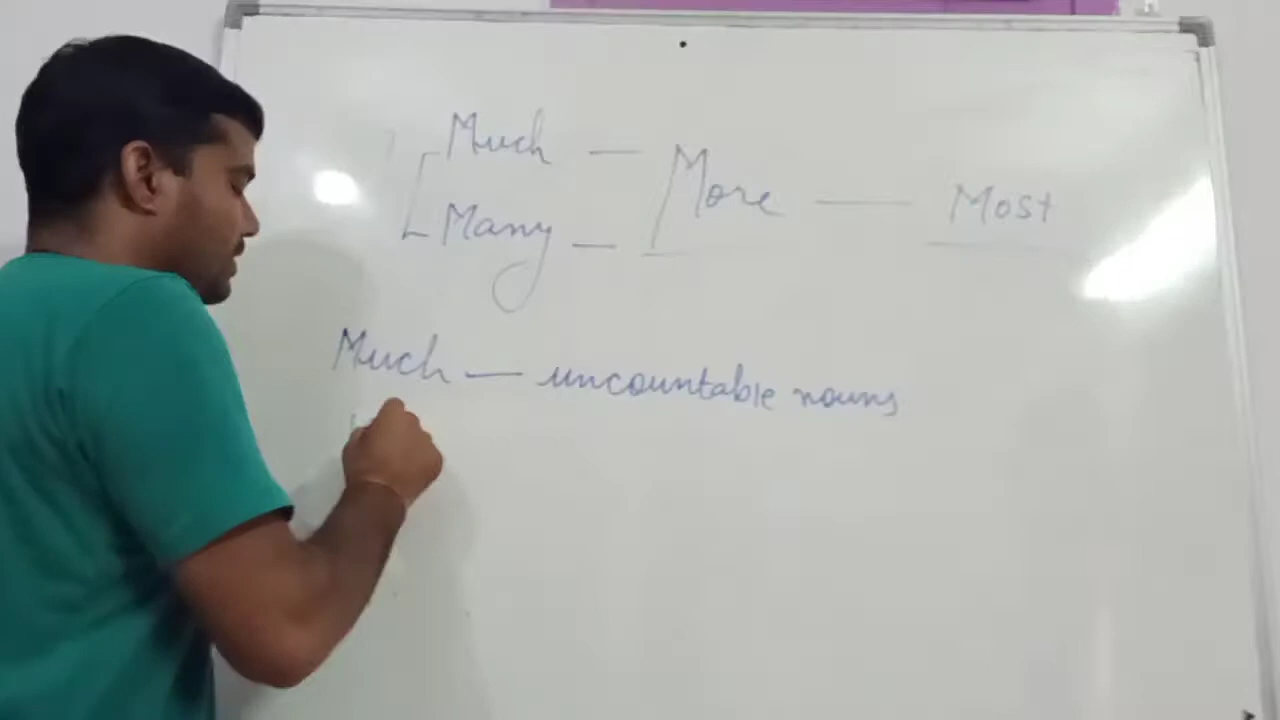 Much — More — Most
Many —
Much — uncountable nouns